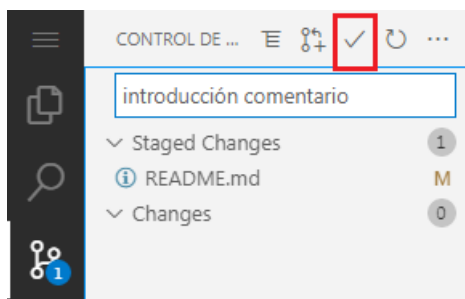 CONTROL DE ...
introducción comentario
Staged Changes 1
README.md M
Changes 0
1